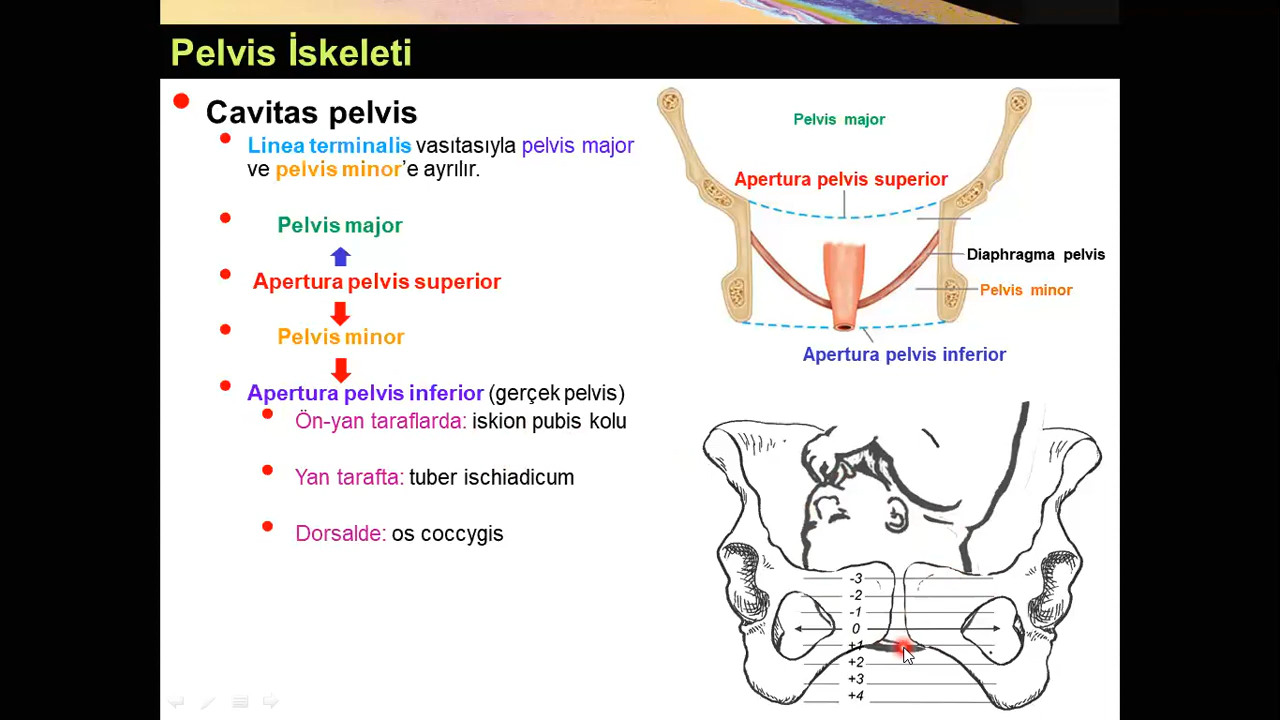 Pelvis İskeleti
Cavitas pelvis
Linea terminalis vasıtasıyla pelvis major
ve pelvis minor’e ayrılır.
Pelvis major
Apertura pelvis superior
Pelvis minor
Apertura pelvis inferior (gerçek pelvis)
Ön-yan taraflarda: iskion pubis kolu
Yan tarafta: tuber ischiadicum
Dorsalde: os coccygis
Pelvis major
Apertura pelvis superior
Diaphragma pelvis
Pelvis minor
Apertura pelvis inferior
-3
-2
-1
0
+1
+2
+3
+4